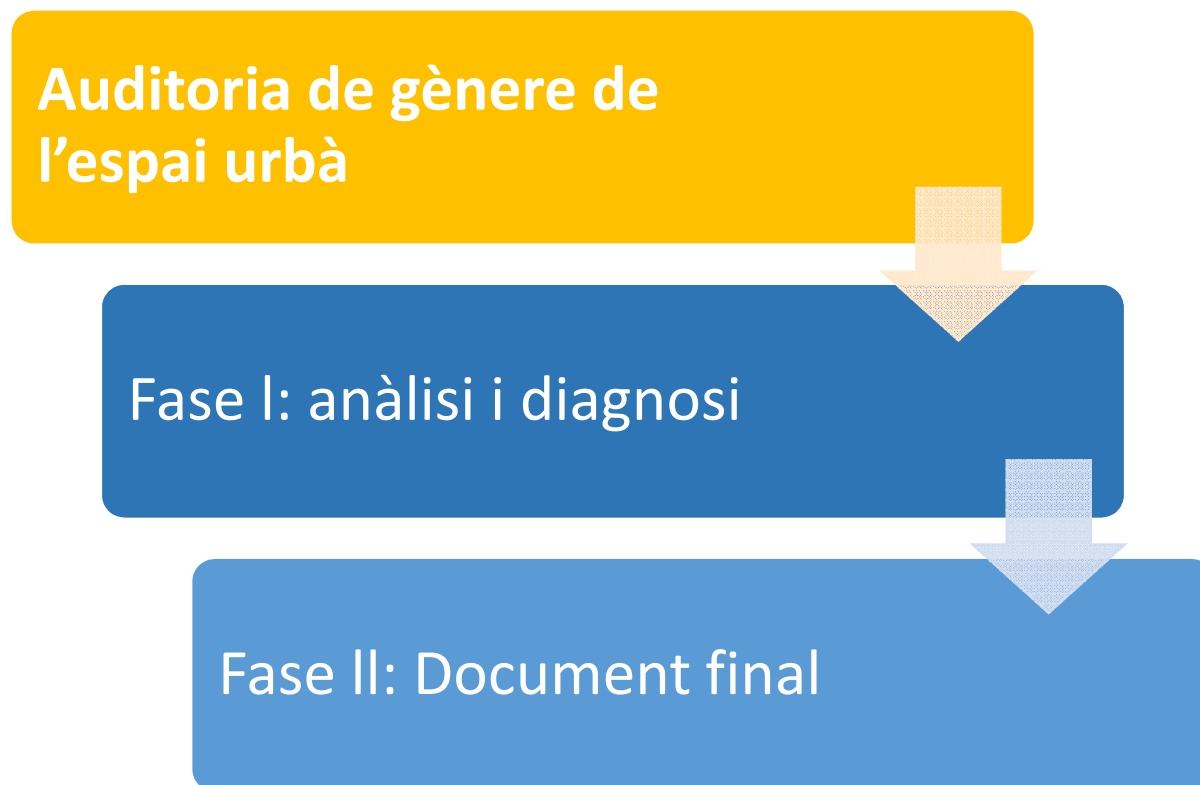 Auditoria de gènere de
l’espai urbà
Fase l: anàlisi i diagnosi
Fase ll: Document final